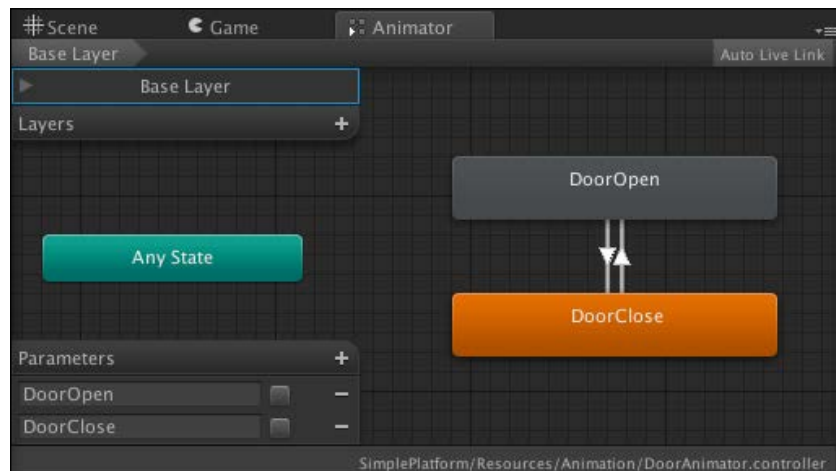 Scene
Game
Animator
Base Layer
Auto Live Link
Base Layer
Layers
DoorOpen
Any State
DoorClose
Parameters
DoorOpen
DoorClose
SimplePlatform/Resources/Animation/DoorAnimator.controller